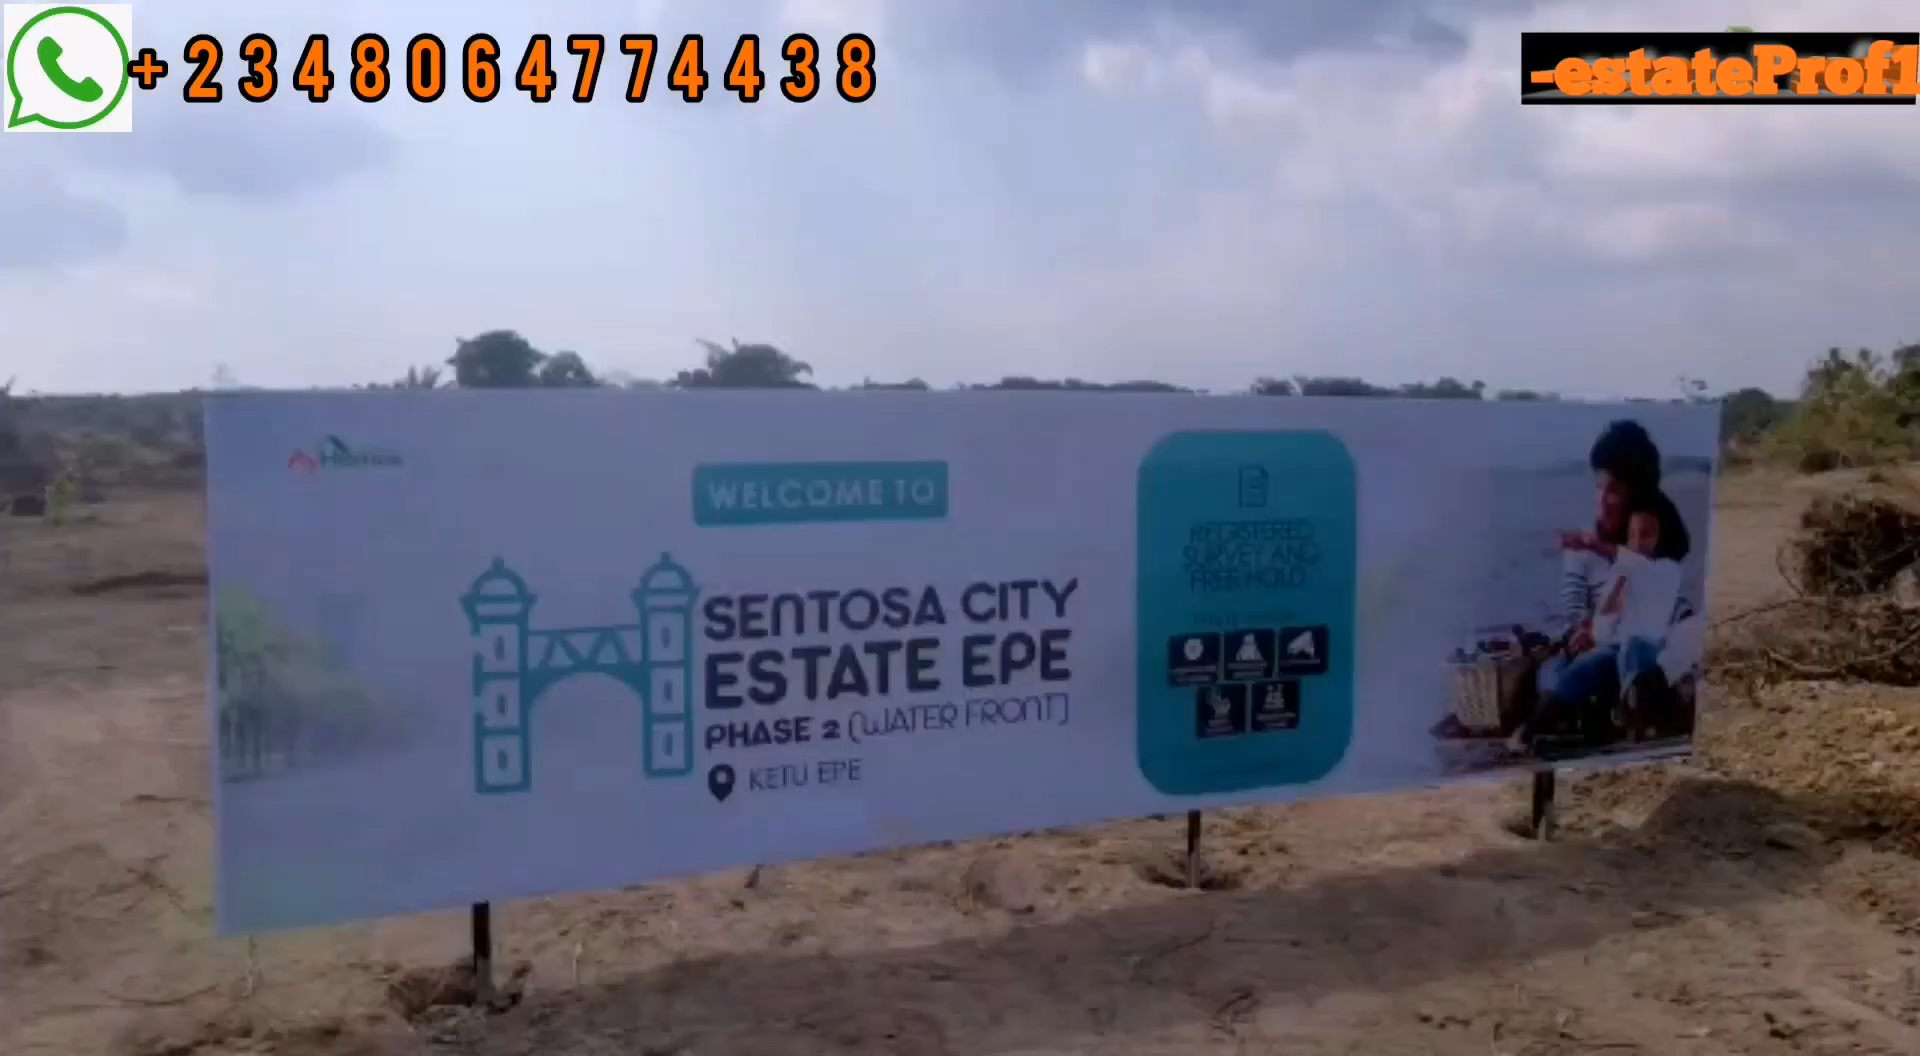 +2348064774438
-estateProf1
AyHomes
WELCOME TO
SENTOSA CITY
ESTATE EPE
PHASE 2 (WATER FRONT)
KETU EPE
REGISTERED
SURVEY AND
FREE HOLD